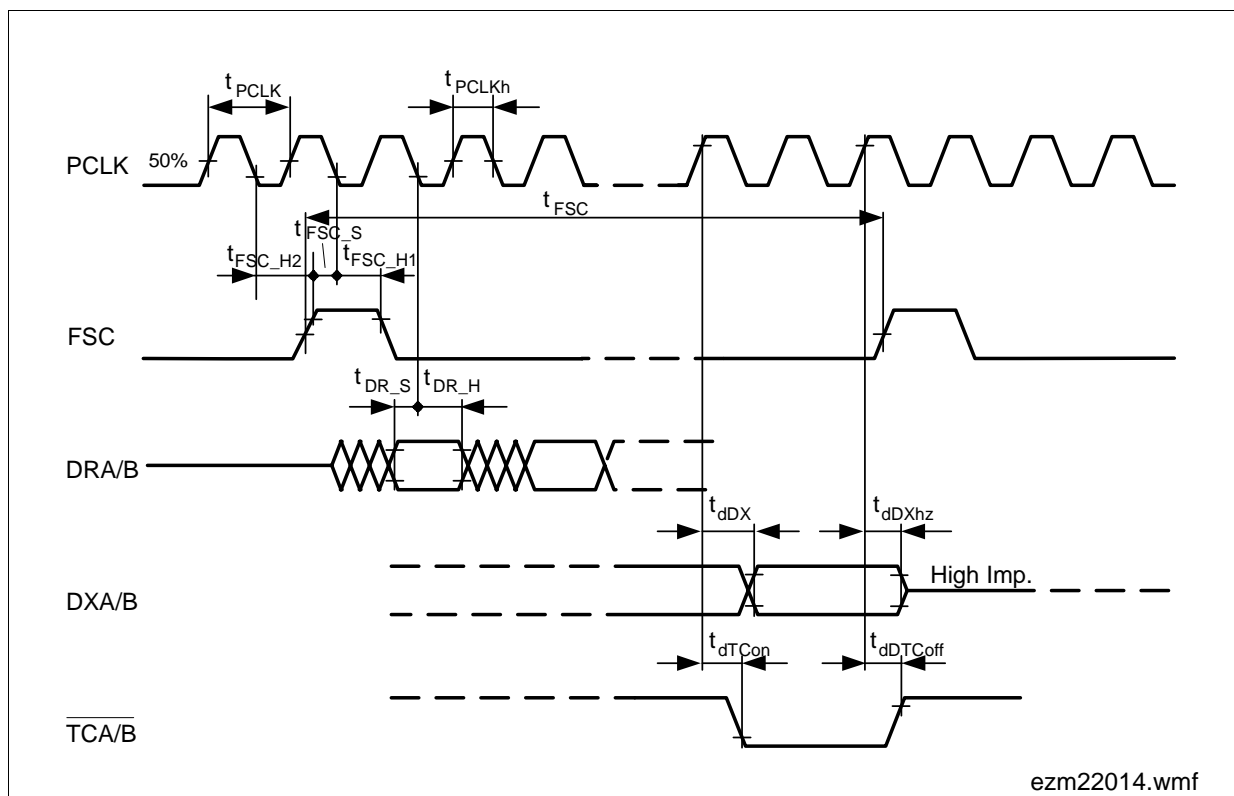 tPCLK
tPCLKh
PCLK
50%
tFSC
tFSC_S
tFSC_H2
tFSC_H1
FSC
tDR_S
tDR_H
DRA/B
tdDX
tdDXhz
High Imp.
DXA/B
tdTCon
tdDTCoff
TCA/B
ezm22014.wmf